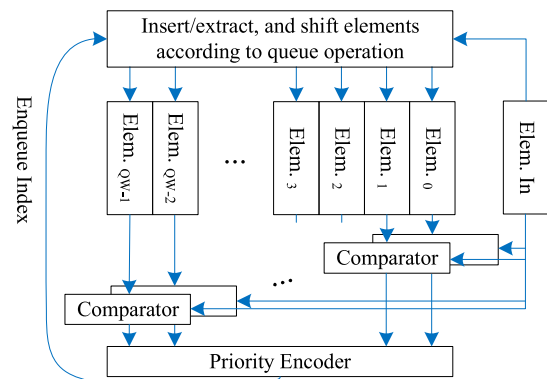 Insert/extract, and shift elements
according to queue operation
Enqueue Index
Elem. QW-1
Elem. QW-2
...
Elem. 3
Elem. 2
Elem. 1
Elem. 0
Elem. In
Comparator
...
Comparator
Priority Encoder